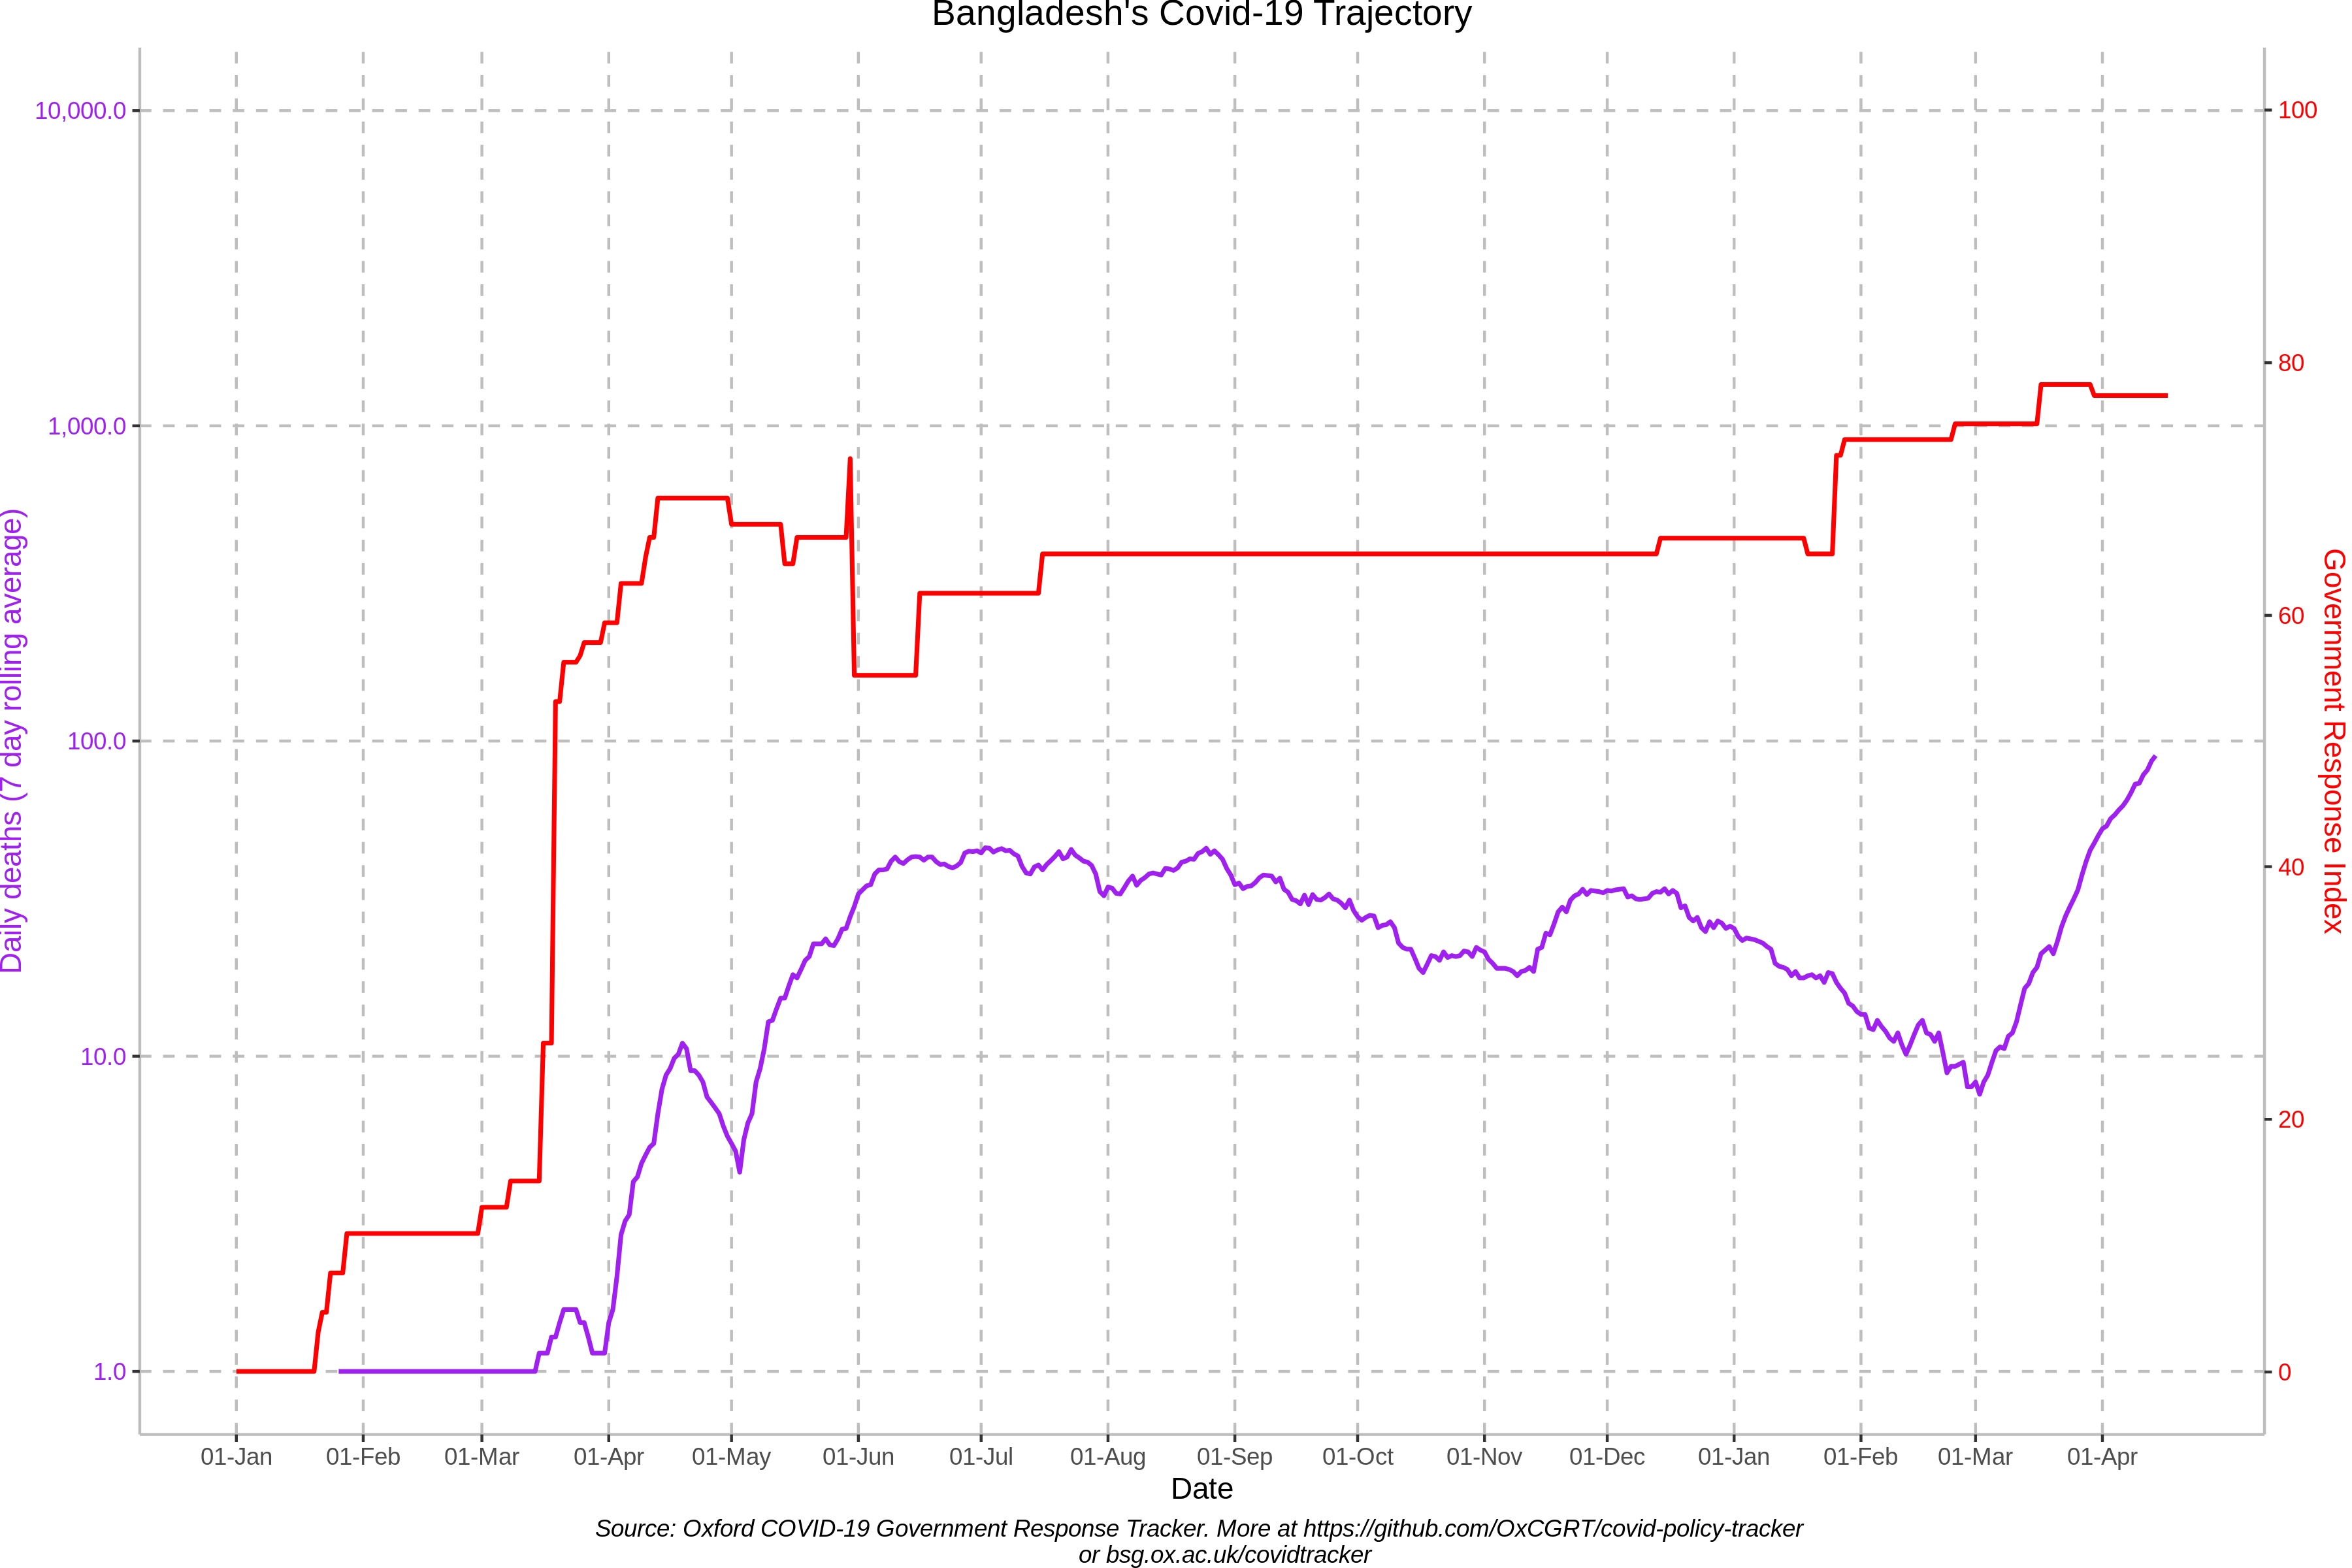 Bangladesh's Covid-19 Trajectory
10,000.0
1,000.0
100.0
10.0
1.0
Daily deaths (7 day rolling average)
100
80
60
40
20
0
Government Response Index
01-Jan 01-Feb 01-Mar 01-Apr 01-May 01-Jun 01-Jul 01-Aug 01-Sep 01-Oct 01-Nov 01-Dec 01-Jan 01-Feb 01-Mar 01-Apr
Date
Source: Oxford COVID-19 Government Response Tracker. More at https://github.com/OxCGRT/covid-policy-tracker
or bsg.ox.ac.uk/covidtracker